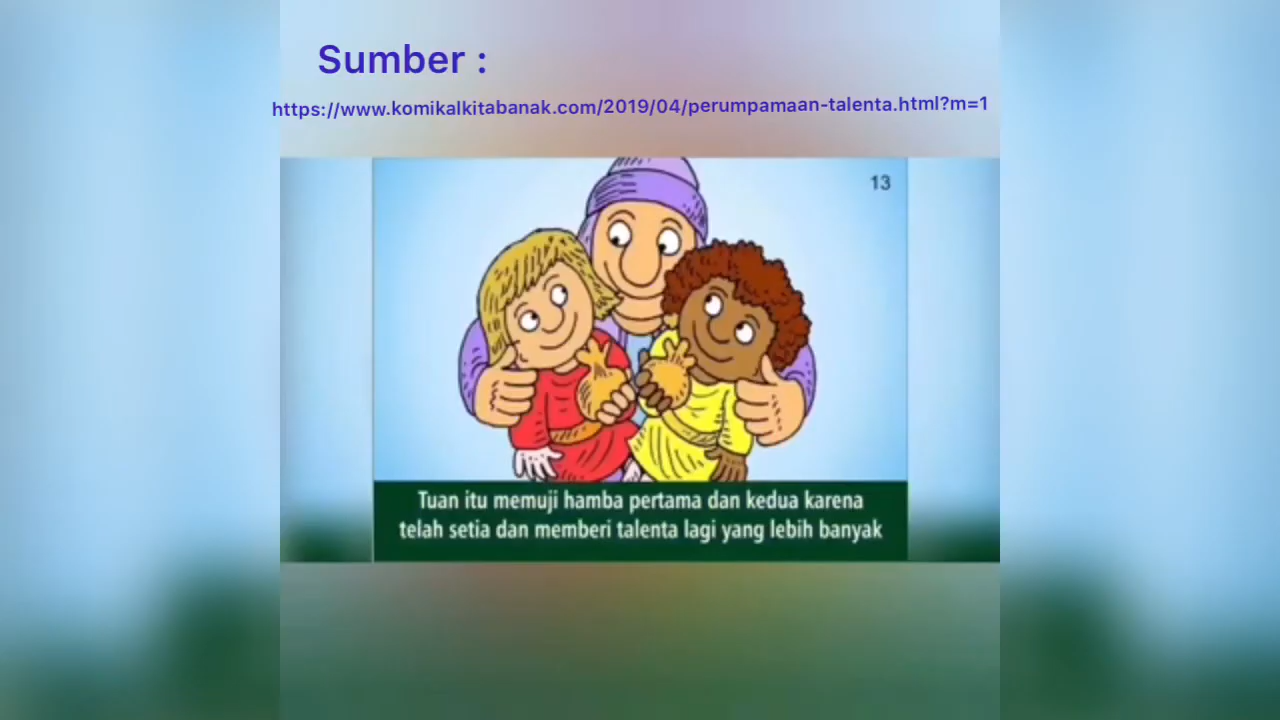 Sumber :
https://www.komikalkitabanak.com/2019/04/perumpamaan-talenta.html?m=1
13
Tuan itu memuji hamba pertama dan kedua karena
telah setia dan memberi talenta lagi yang lebih banyak